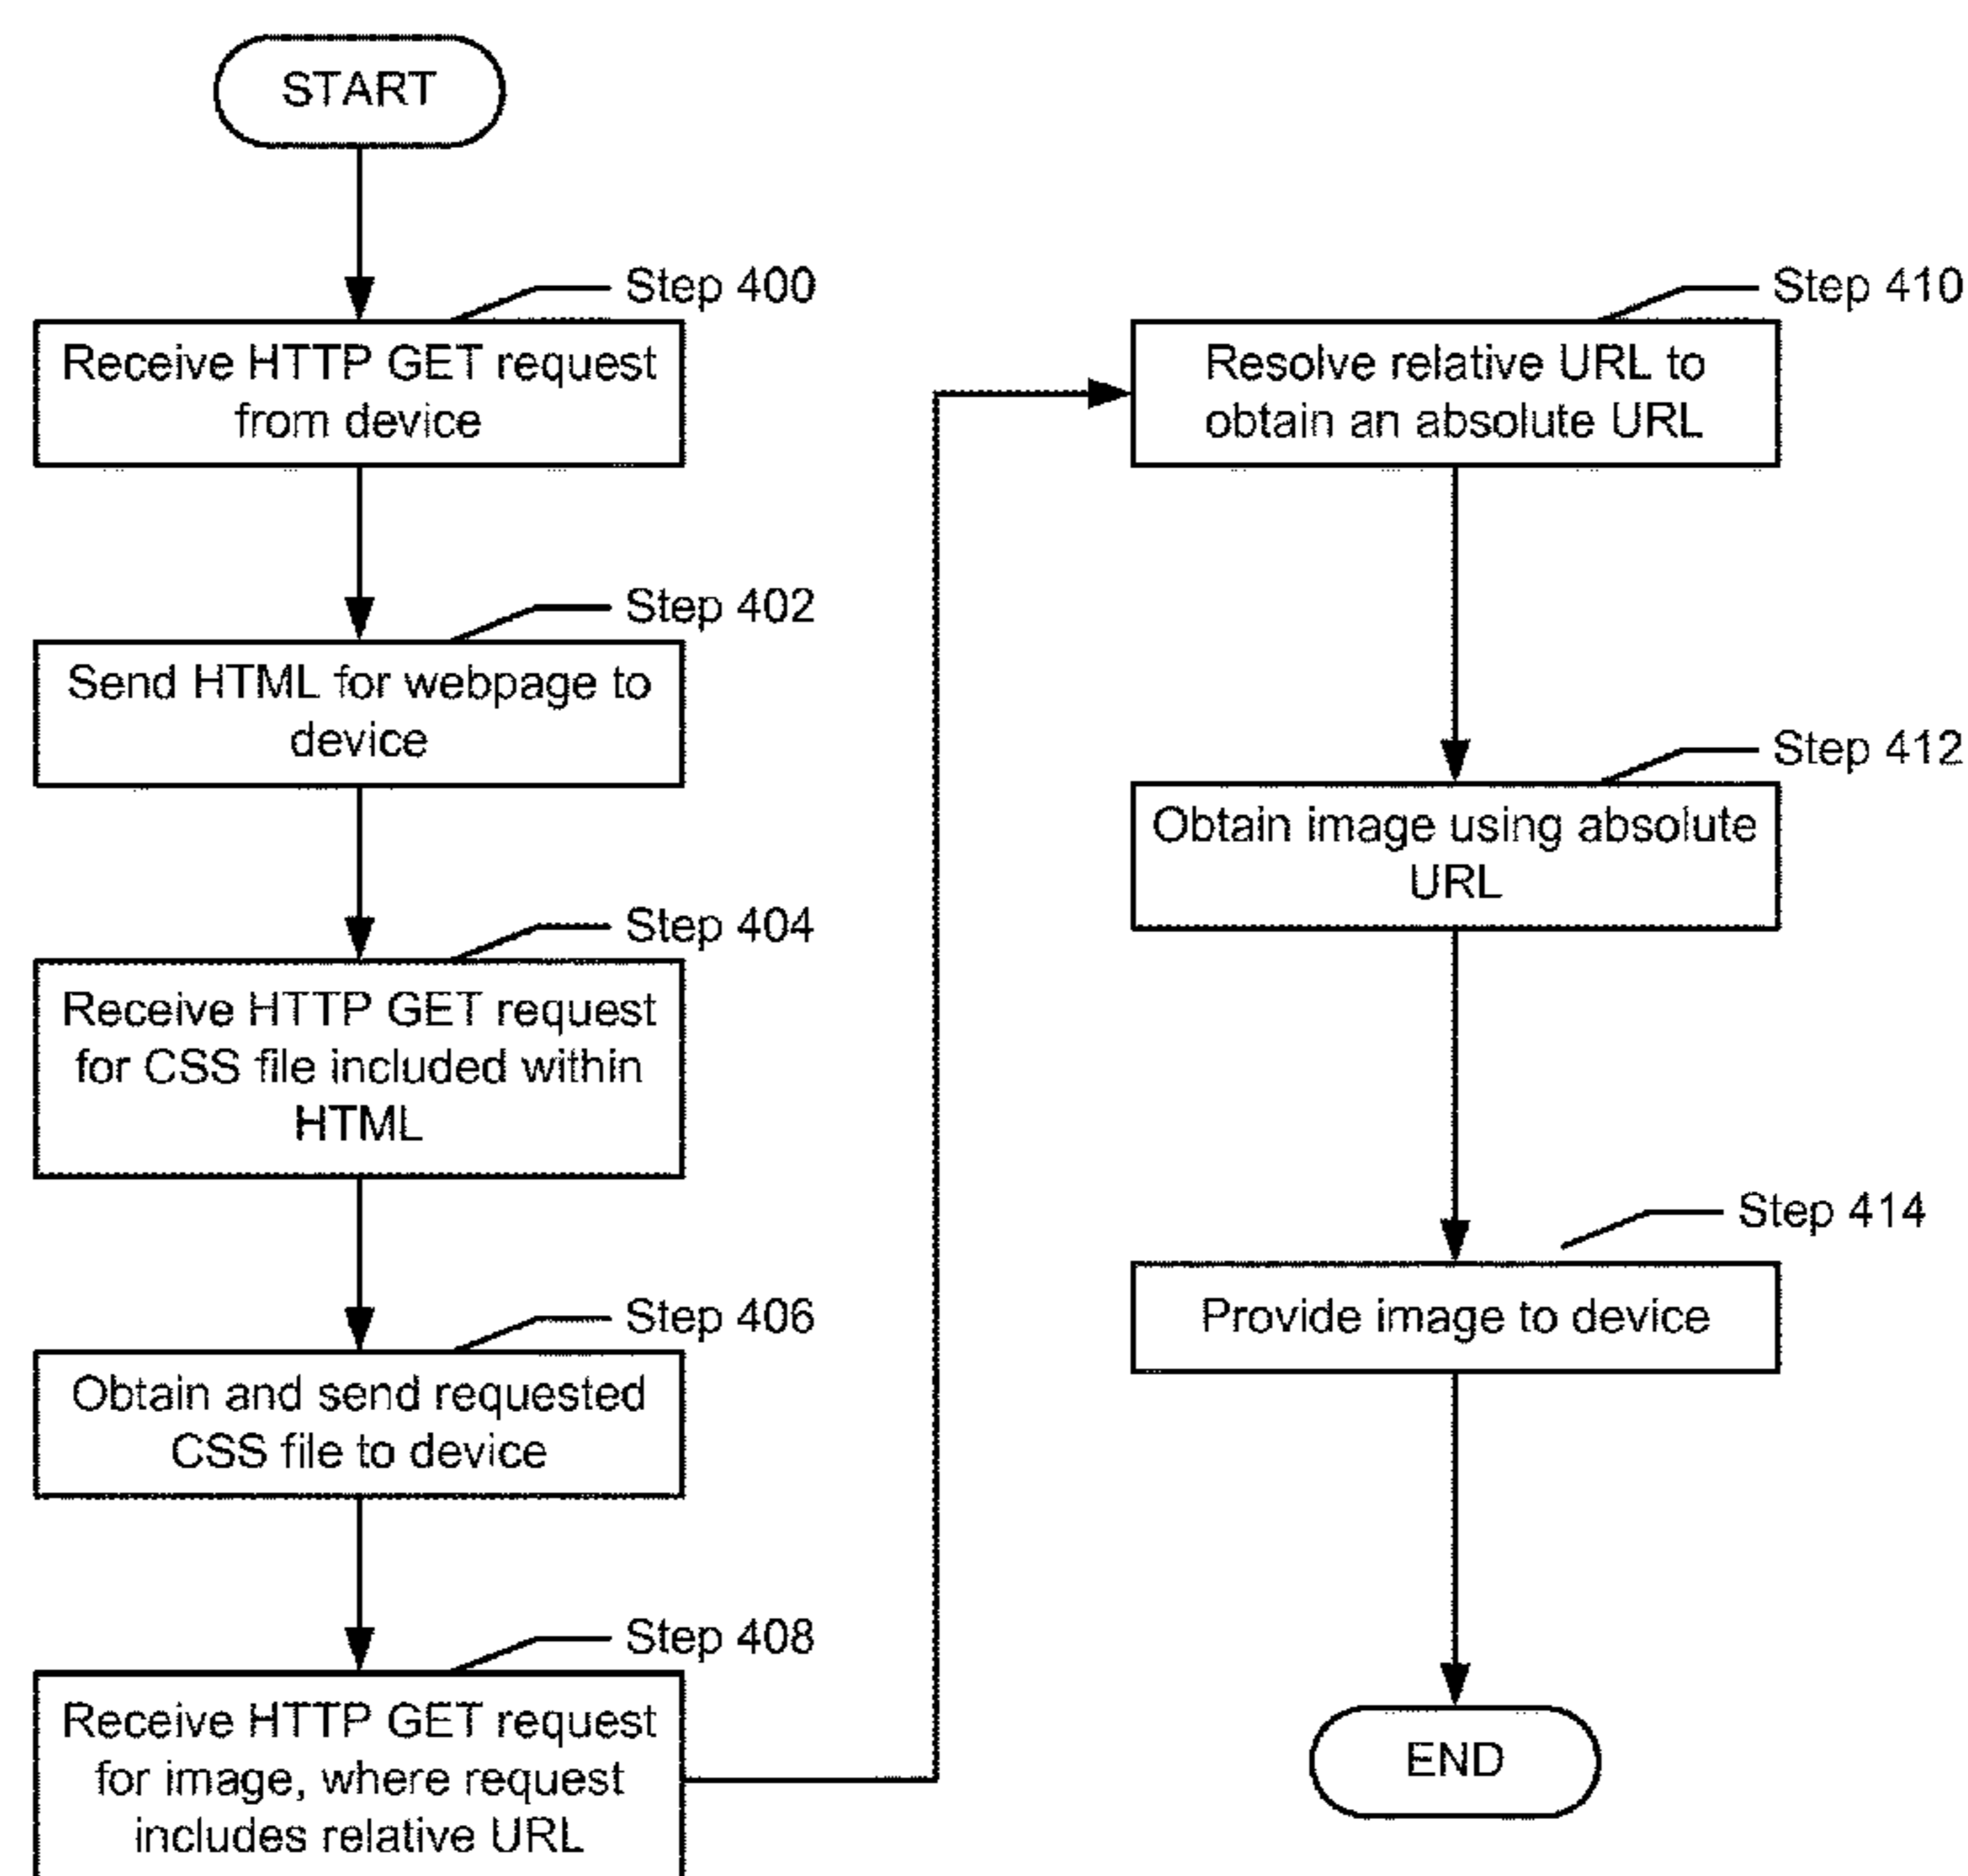 START
Step 400
Receive HTTP GET request
from device
Step 402
Send HTML for webpage to
device
Step 404
Receive HTTP GET request
for CSS file included within
HTML
Step 406
Obtain and send requested
CSS file to device
Step 408
Receive HTTP GET request
for image, where request
includes relative URL
Step 410
Resolve relative URL to
obtain an absolute URL
Step 412
Obtain image using absolute
URL
Step 414
Provide image to device
END